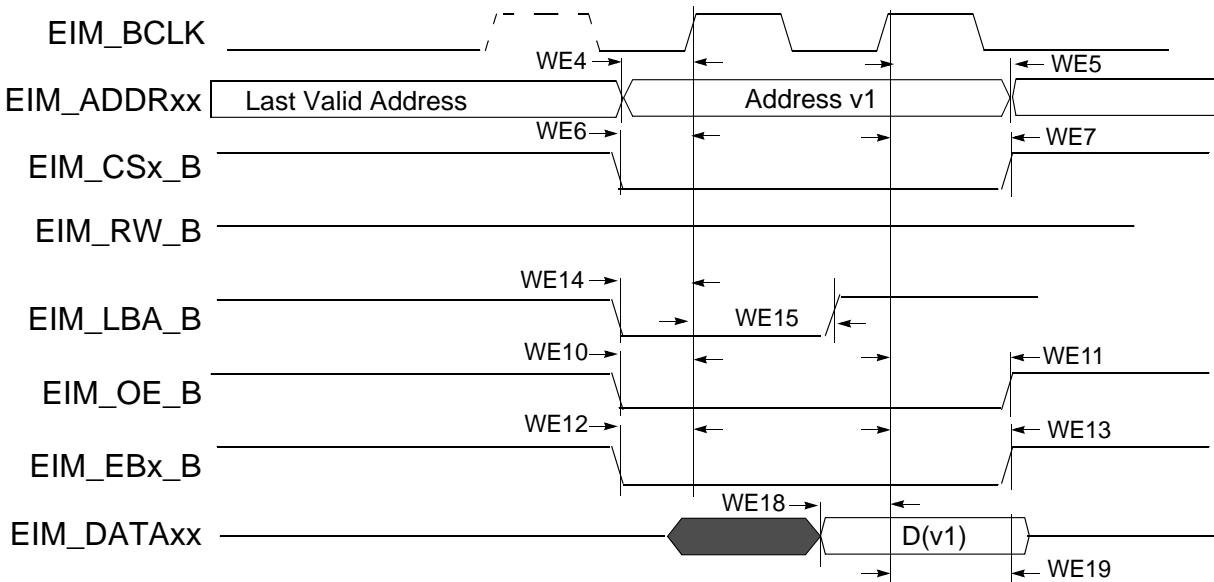 EIM_BCLK
WE4
WE5
EIM_ADDRxx
Last Valid Address
Address v1
WE6
WE7
EIM_CSx_B
EIM_RW_B
WE14
EIM_LBA_B
WE15
WE10
WE11
EIM_OE_B
WE12
WE13
EIM_EBx_B
WE18
EIM_DATAxx
D(v1)
WE19